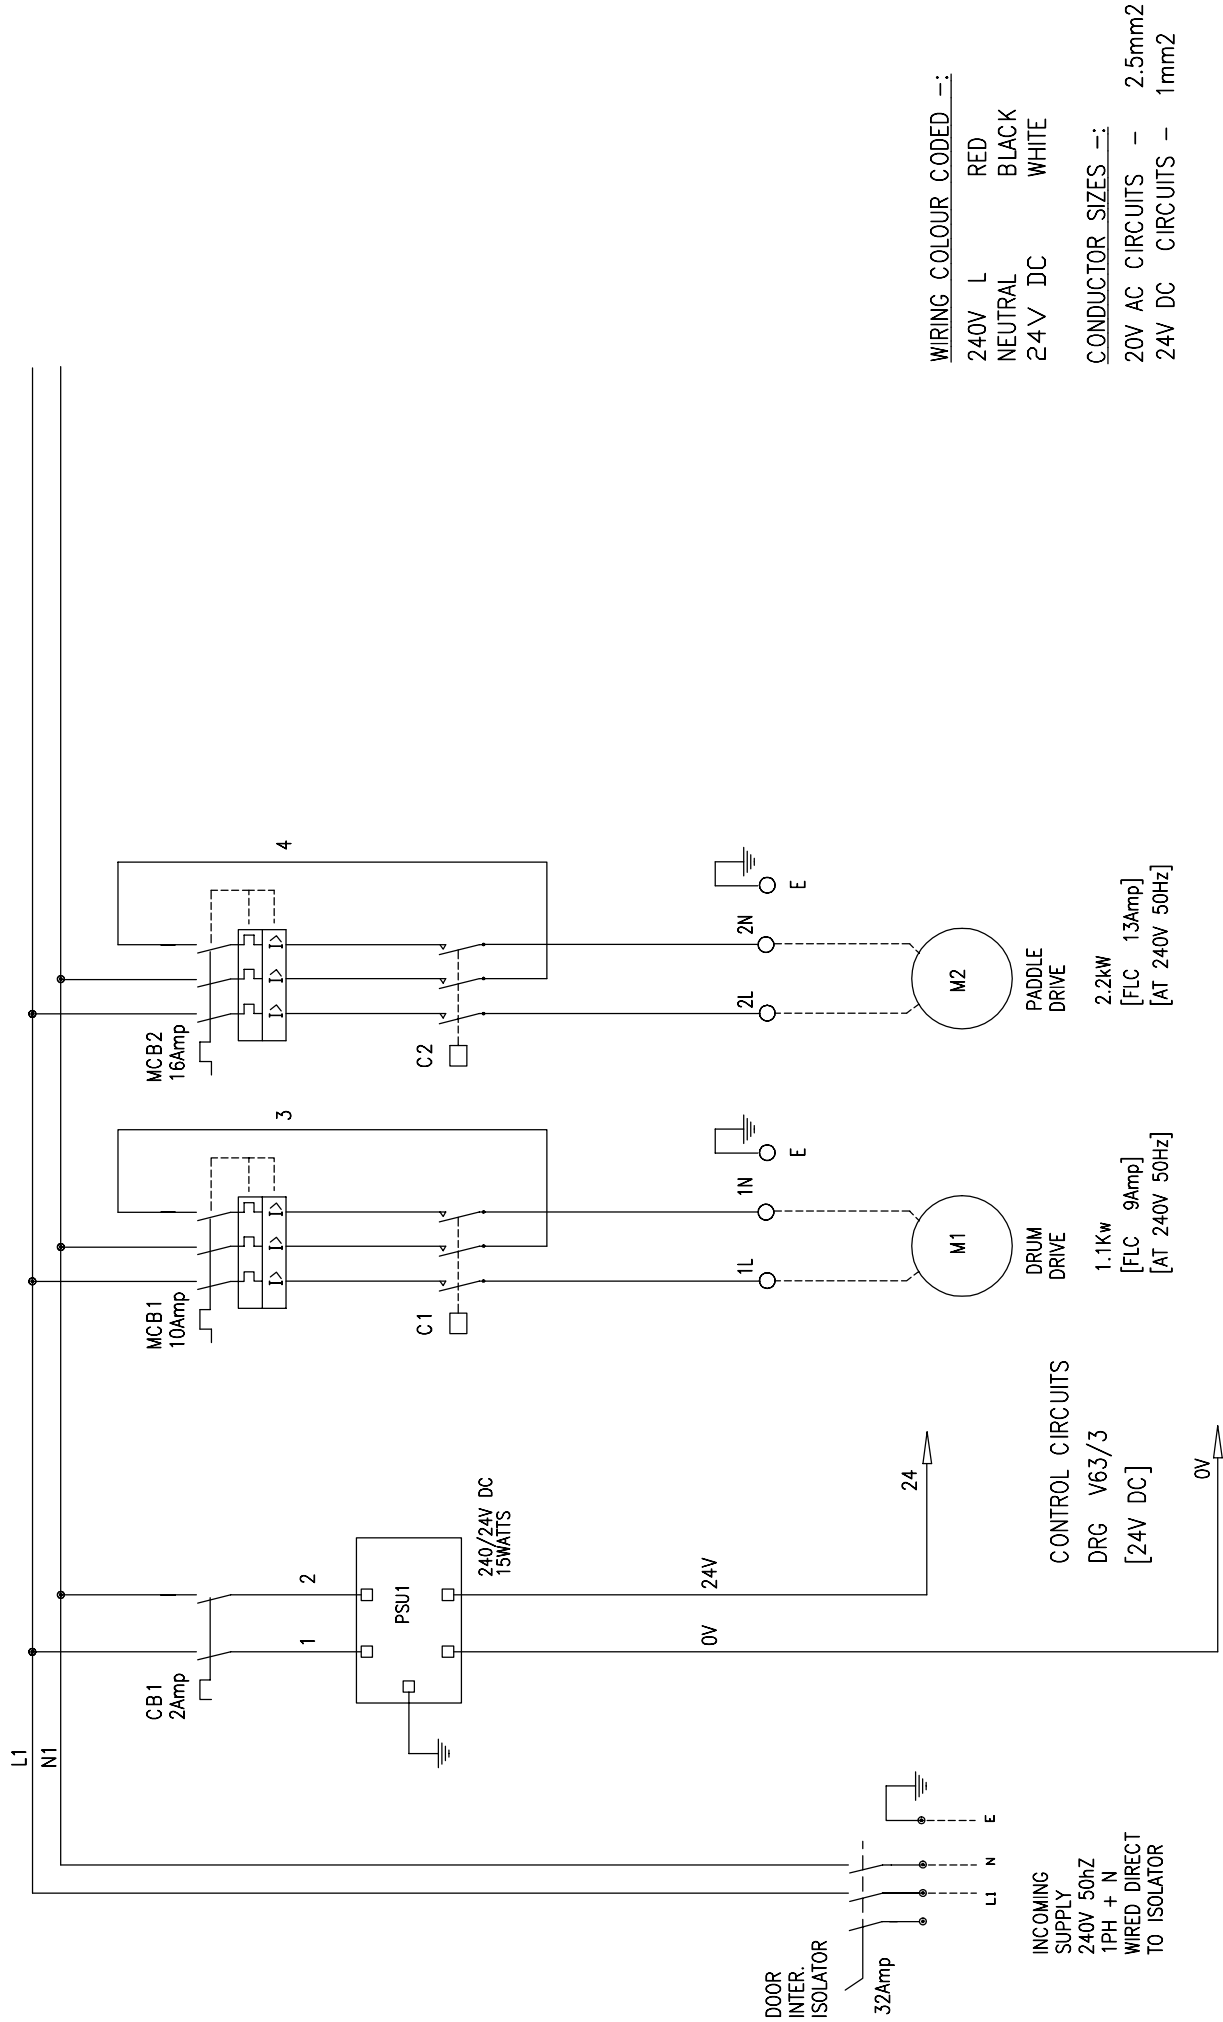 L1
N1
CB1
2Amp
1
2
PSU1
240/24V DC
15WATTS
0V
24V
24
0V
CONTROL CIRCUITS
DRG V63/3
[24V DC]
DOOR
INTER.
ISOLATOR
32Amp
L1
N
E
INCOMING
SUPPLY
240V 50hZ
1PH + N
WIRED DIRECT
TO ISOLATOR
MCB1
10Amp
3
C1
1L
1N
E
M1
DRUM
DRIVE
1.1Kw
[FLC 9Amp]
[AT 240V 50Hz]
MCB2
16Amp
4
C2
2L
2N
E
M2
PADDLE
DRIVE
2.2kW
[FLC 13Amp]
[AT 240V 50Hz]
WIRING COLOUR CODED -:
240V L RED
NEUTRAL BLACK
24V DC WHITE
CONDUCTOR SIZES -:
20V AC CIRCUITS - 2.5mm2
24V DC CIRCUITS - 1mm2